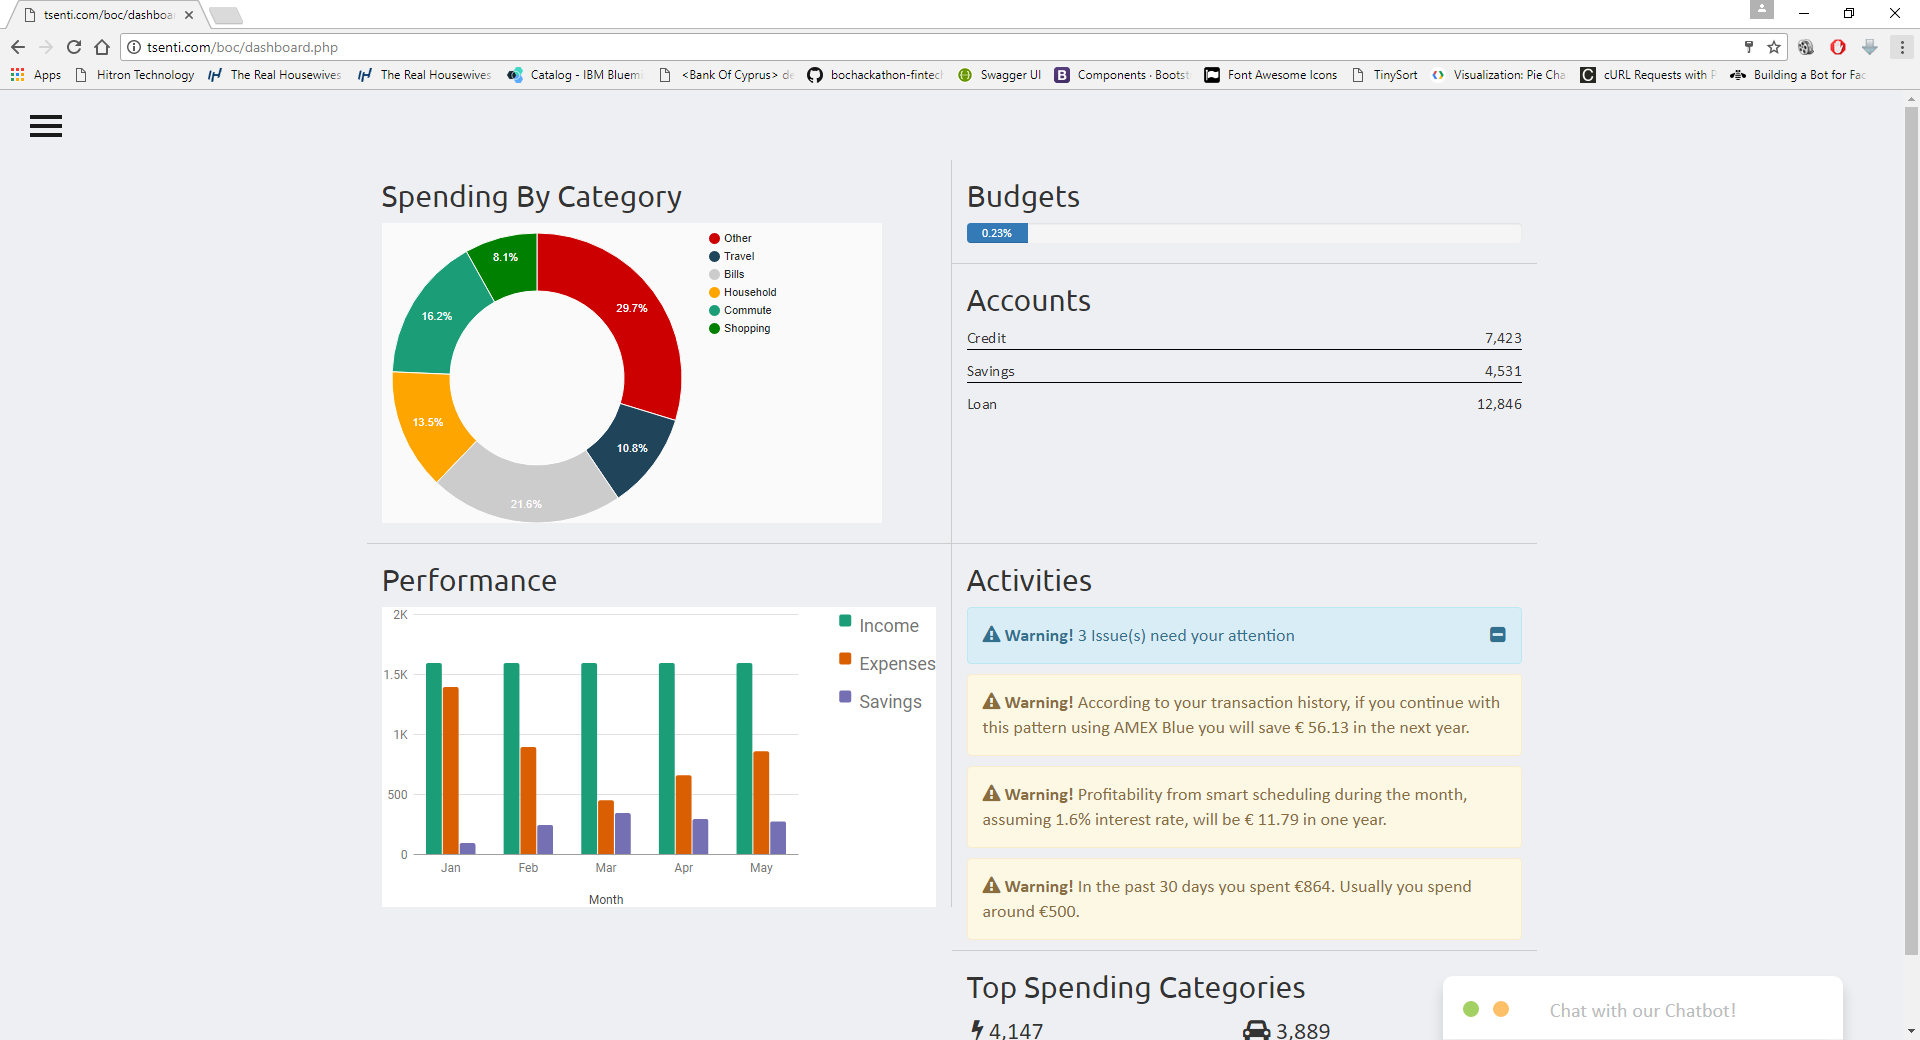 tsenti.com/boc/dashboa
tsenti.com/boc/dashboard.php
Apps
Hitron Technology
The Real Housewives
The Real Housewives
Catalog - IBM Bluem
<Bank Of Cyprus> de
bochackathon-fintech
Swagger UI
Components · Boots
Font Awesome Icons
TinySort
Visualization: Pie Cha
cURL Requests with P
Building a Bot for Fac
Spending By Category
8.1%
29.7%
16.2%
13.5%
10.8%
21.6%
Other
Travel
Bills
Household
Commute
Shopping
Budgets
0.23%
Accounts
Credit 7,423
Savings 4,531
Loan 12,846
Performance
2K
1.5K
1K
500
0
Jan Feb Mar Apr May
Month
Income
Expenses
Savings
Activities
Warning! 3 Issue(s) need your attention
Warning! According to your transaction history, if you continue with
this pattern using AMEX Blue you will save € 56.13 in the next year.
Warning! Profitability from smart scheduling during the month,
assuming 1.6% interest rate, will be € 11.79 in one year.
Warning! In the past 30 days you spent €864. Usually you spend
around €500.
Top Spending Categories
4,147 3,889
Chat with our Chatbot!